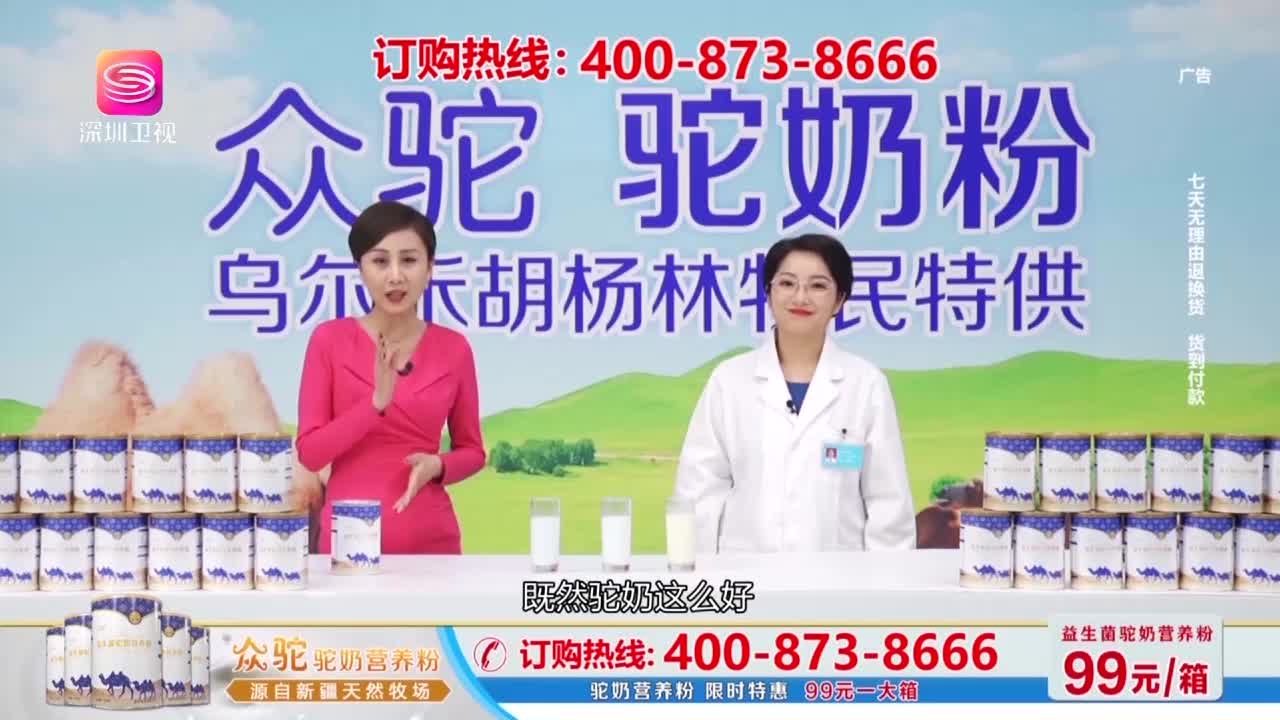 订购热线：400-873-8666
深圳卫视
广告
众驼 驼奶粉
乌尔禾胡杨林牧民特供
七天无理由退换货 货到付款
既然驼奶这么好
众驼 驼奶营养粉
源自新疆天然牧场
订购热线: 400-873-8666
驼奶营养粉 限时特惠 99元一大箱
益生菌驼奶营养粉
99元/箱